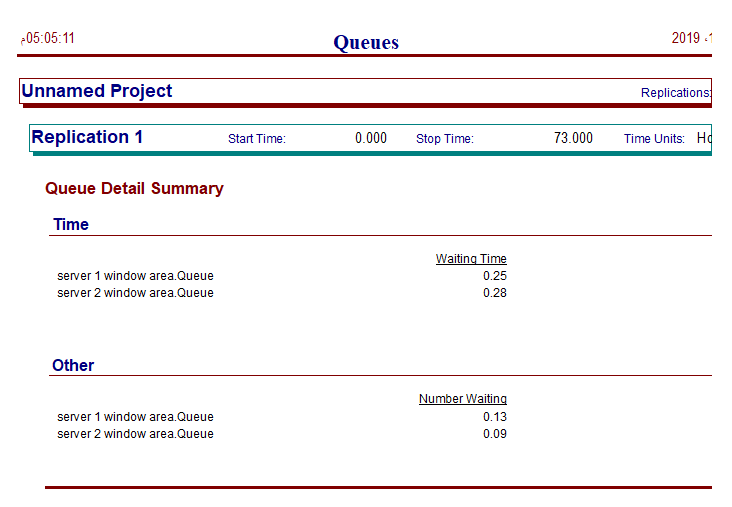 05:05:11م Queues 2019
Unnamed Project Replications:
Replication 1 Start Time: 0.000 Stop Time: 73.000 Time Units:
Queue Detail Summary
Time
Waiting Time
server 1 window area.Queue 0.25
server 2 window area.Queue 0.28
Other
Number Waiting
server 1 window area.Queue 0.13
server 2 window area.Queue 0.09